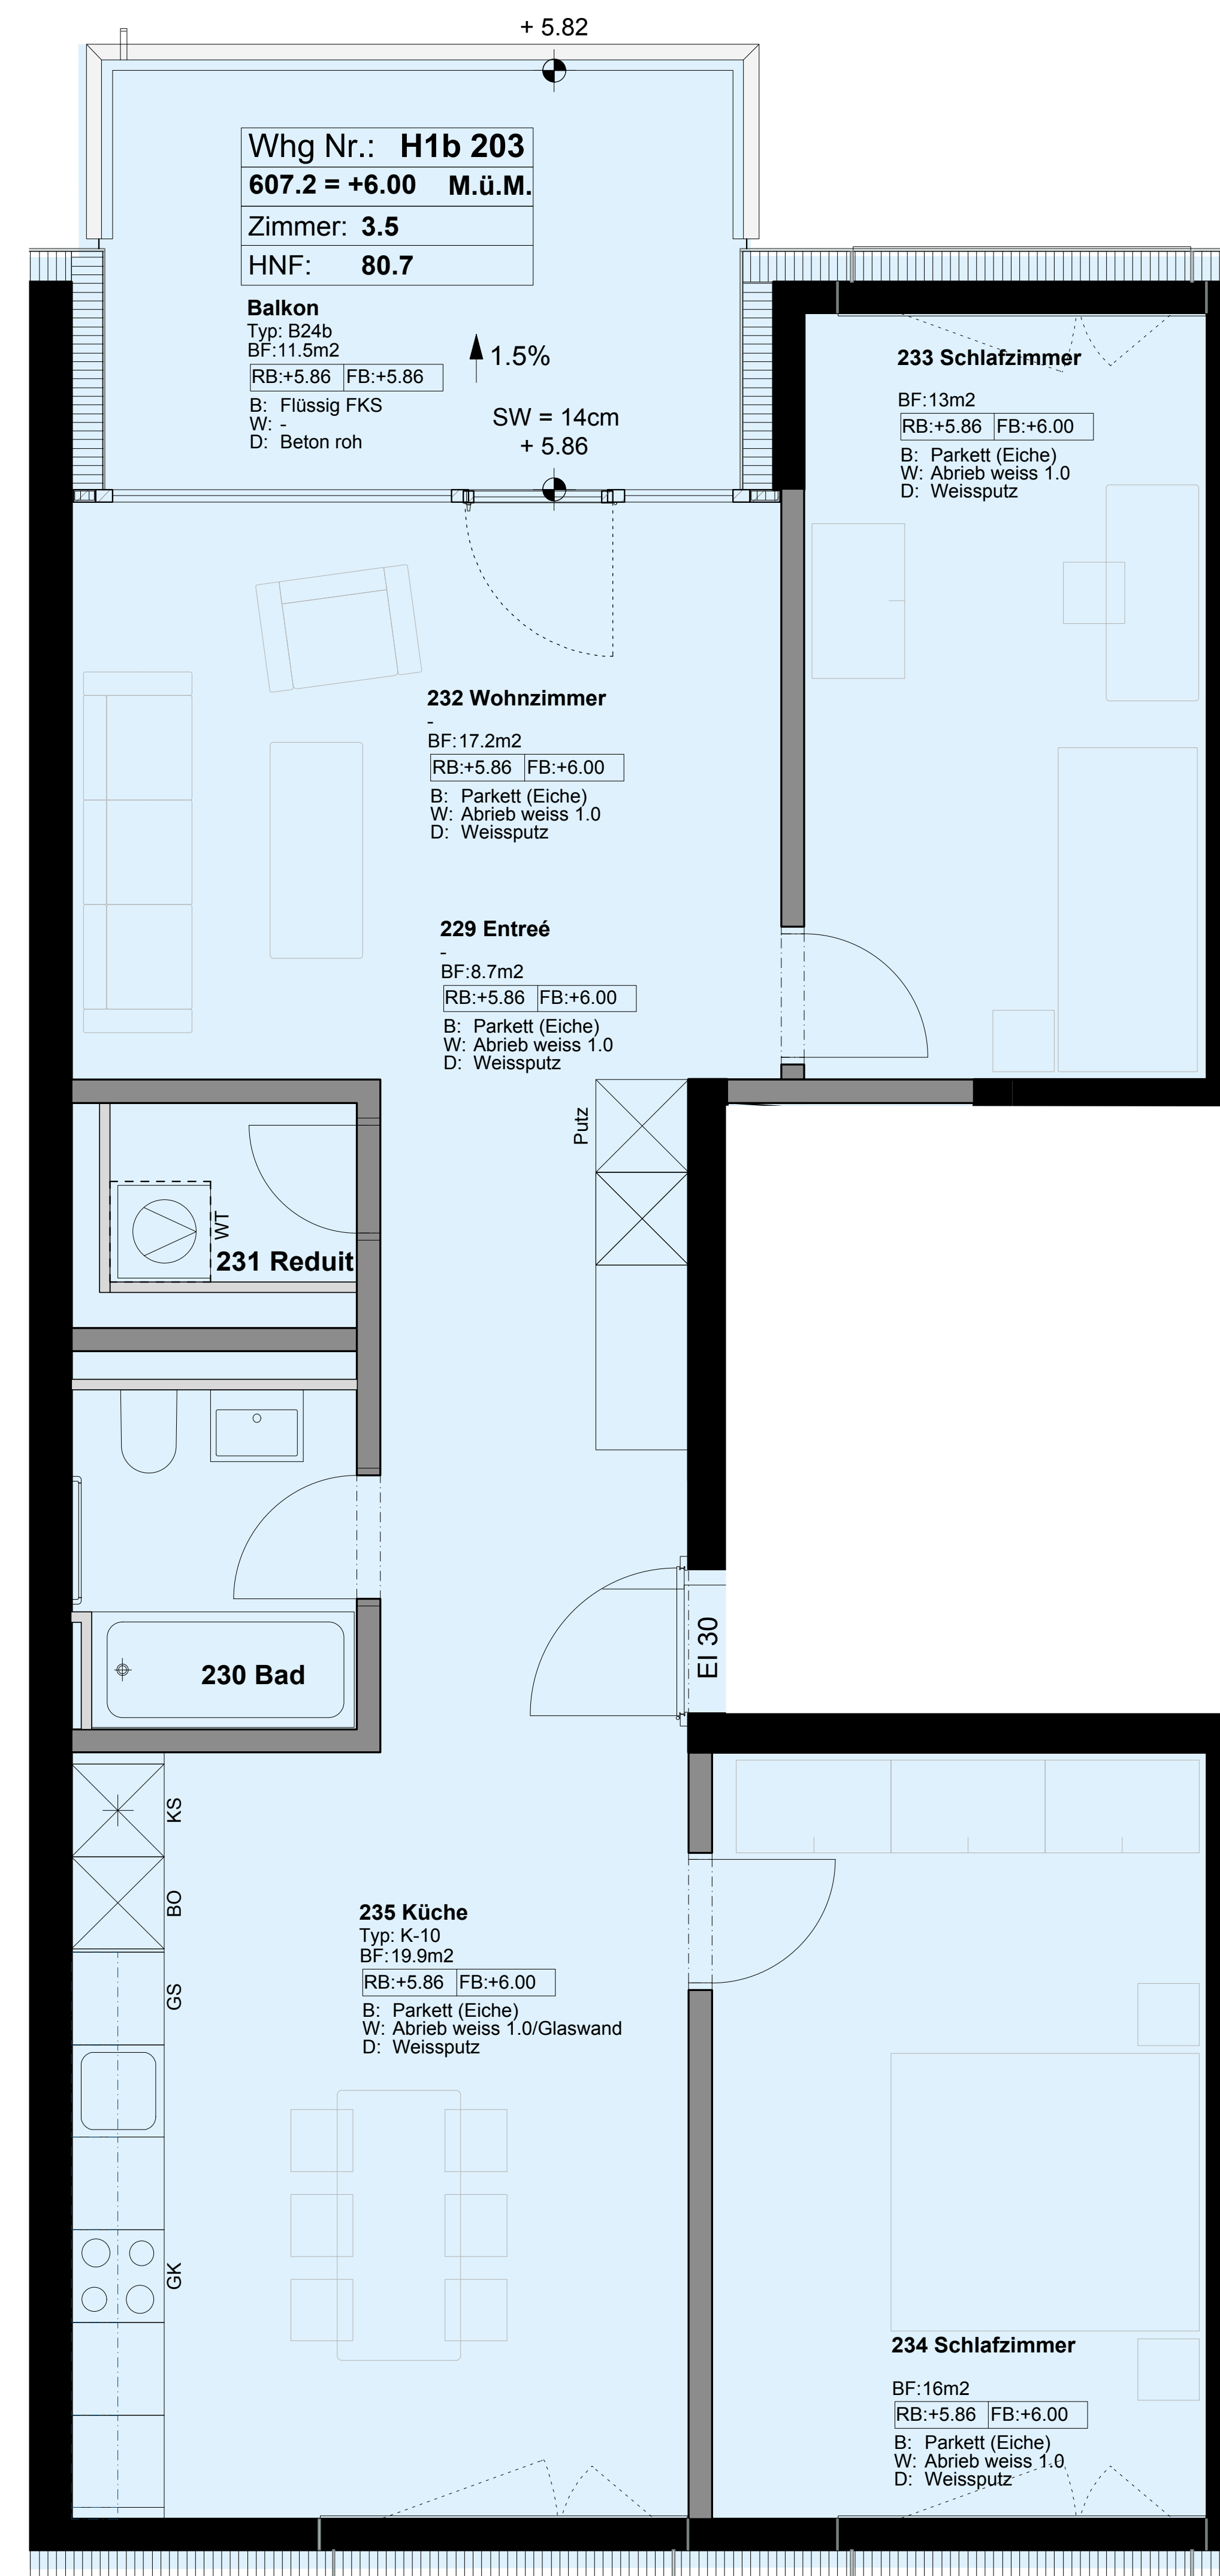 + 5.82
Whg Nr.: H1b 203
607.2 = +6.00 M.ü.M.
Zimmer: 3.5
HNF: 80.7
Balkon
Typ: B24b
BF:11.5m2
RB:+5.86 FB:+5.86
B: Flüssig FKS
W: -
D: Beton roh
1.5%
SW = 14cm
+ 5.86
233 Schlafzimmer
BF:13m2
RB:+5.86 FB:+6.00
B: Parkett (Eiche)
W: Abrieb weiss 1.0
D: Weissputz
232 Wohnzimmer
-
BF:17.2m2
RB:+5.86 FB:+6.00
B: Parkett (Eiche)
W: Abrieb weiss 1.0
D: Weissputz
229 Entreé
-
BF:8.7m2
RB:+5.86 FB:+6.00
B: Parkett (Eiche)
W: Abrieb weiss 1.0
D: Weissputz
Putz
WT
231 Reduit
EI 30
230 Bad
KS
BO
GS
GK
235 Küche
Typ: K-10
BF:19.9m2
RB:+5.86 FB:+6.00
B: Parkett (Eiche)
W: Abrieb weiss 1.0/Glaswand
D: Weissputz
234 Schlafzimmer
BF:16m2
RB:+5.86 FB:+6.00
B: Parkett (Eiche)
W: Abrieb weiss 1.0
D: Weissputz